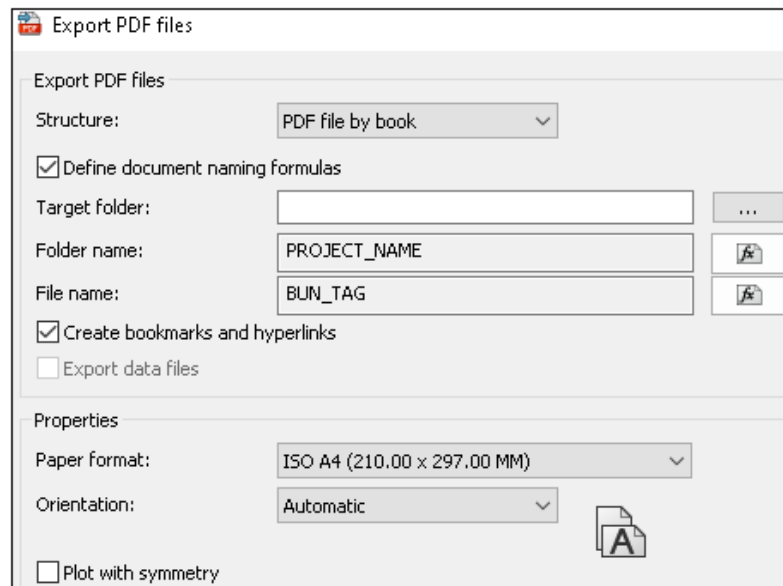 Export PDF files
Export PDF files
Structure: PDF file by book
Define document naming formulas
Target folder: ...
Folder name: PROJECT_NAME fx
File name: BUN_TAG fx
Create bookmarks and hyperlinks
Export data files
Properties
Paper format: ISO A4 (210.00 x 297.00 MM)
Orientation: Automatic A
Plot with symmetry